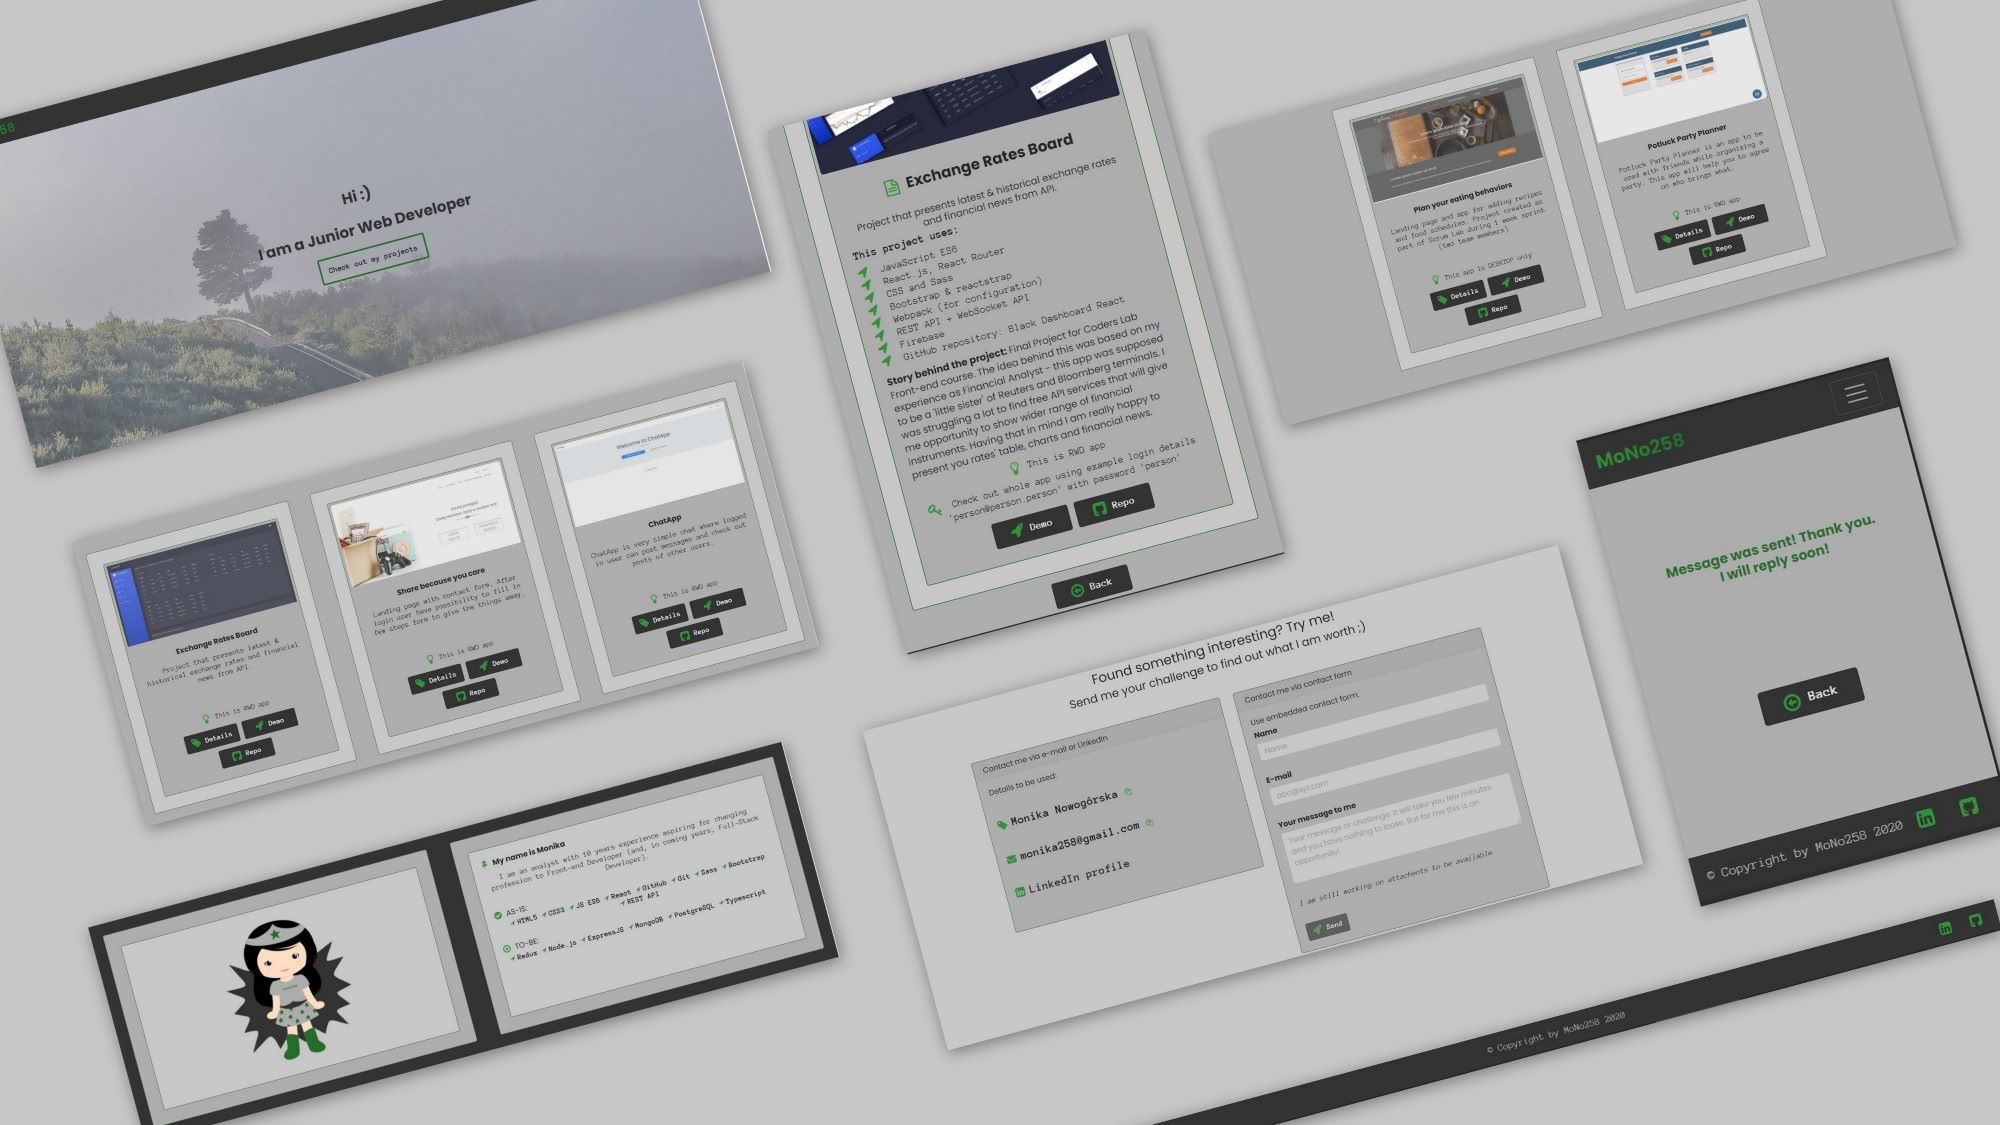 58
Hi :)
I am a Junior Web Developer
Check out my projects
Exchange Rates Board
Project that presents latest & historical exchange rates
and financial news from API.
This project uses:
JavaScript ES6
React.js, React Router
CSS and Sass
Bootstrap & reactstrap
Webpack (for configuration)
REST API + WebSocket API
Firebase
GitHub repository: Black Dashboard React
Story behind the project: Final Project for Coders Lab
Front-end course. The idea behind this was based on my
experience as Financial Analyst - this app was supposed
to be a 'little sister' of Reuters and Bloomberg terminals. I
was struggling a lot to find free API services that will give
me opportunity to show wider range of financial
instruments. Having that in mind I am really happy to
present you rates' table, charts and financial news.
This is RWD app
Check out whole app using example login details
'person@person.person' with password 'person'
Demo
Repo
Back
Plan your eating behaviors
Landing page and app for adding recipes
and food schedules. Project created as
part of Scrum Lab during 1 week sprint
(two team members)
This app is DESKTOP only
Details
Demo
Repo
Potluck Party Planner
Potluck Party Planner is an app to be
used with friends while organizing a
party. This app will help you to agree
on who brings what.
This is RWD app
Details
Demo
Repo
Exchange Rates Board
Project that presents latest &
historical exchange rates and financial
news from API.
This is RWD app
Details
Demo
Repo
Share because you care
Landing page with contact form. After
login user have possibility to fill in
few steps form to give the things away.
This is RWD app
Details
Demo
Repo
Welcome to ChatApp
ChatApp
ChatApp is very simple chat where logged
in user can post messages and check out
posts of other users.
This is RWD app
Details
Demo
Repo
MoNo258
Message was sent! Thank you.
I will reply soon!
Back
© Copyright by MoNo258 2020
Found something interesting? Try me!
Send me your challenge to find out what I am worth ;)
Contact me via e-mail or LinkedIn
Details to be used:
Monika Nowogórska
monika258@gmail.com
LinkedIn profile
Contact me via contact form
Use embedded contact form:
Name
Name
E-mail
abc@xyz.com
Your message to me
Your message or challenge. It will take you few minutes
and you have nothing to loose. But for me this is an
opportunity!
I am still working on attachents to be available
Send
My name is Monika
I am an analyst with 10 years experience aspiring for changing
profession to Front-end Developer (and, in coming years, Full-Stack
Developer).
AS-IS:
HTML5 CSS3 JS ES6 React GitHub Git Sass Bootstrap
REST API
TO-BE:
Redux Node.js ExpressJS MongoDB PostgreSQL Typescript
© Copyright by MoNo258 2020